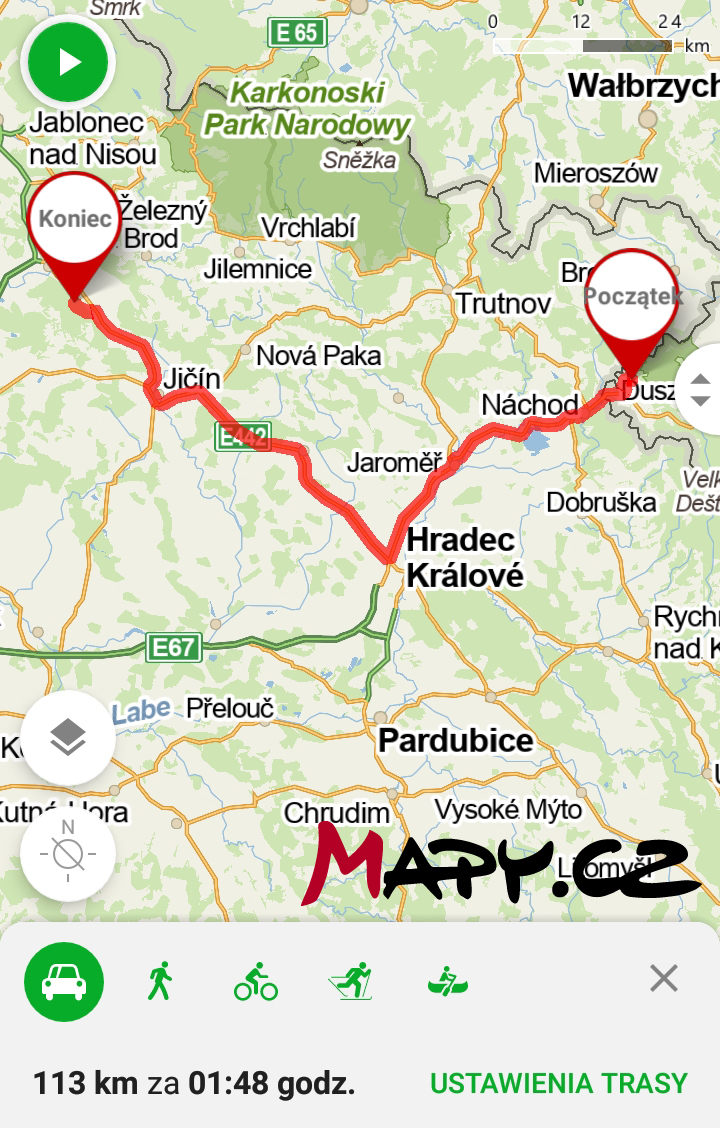 Smrk
E 65
0 12 24
km
Wałbrzych
Karkonoski
Park Narodowy
Sněžka
Jablonec
nad Nisou
Mieroszów
Koniec
Železný
Brod
Vrchlabí
Jilemnice
Br
Początek
Trutnov
Nová Paka
Jičín
Dusz
Náchod
E442
Jaroměř
Velk
Dešt
Dobruška
Hradec
Králové
Rychn
nad K
E67
Labe
Přelouč
Pardubice
Kutná Hora
Chrudim
Vysoké Mýto
N
MAPY.CZ
Litomyšl
113 km za 01:48 godz.
USTAWIENIA TRASY